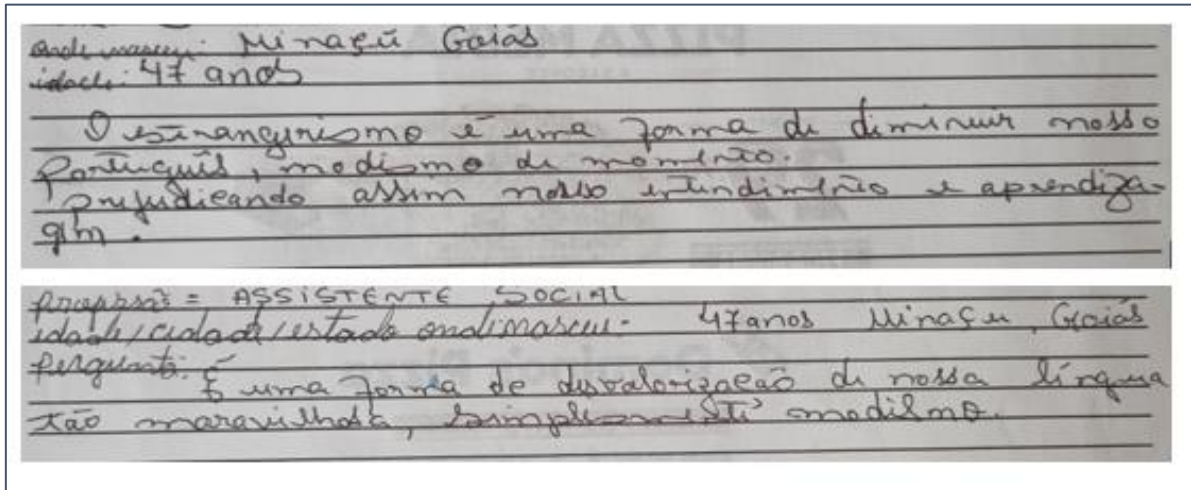 onde nasceu: Minaçú Goiás
idade: 47 anos
O estrangeirismo é uma forma de diminuir nosso
Português, modismo de momento.
prejudicando assim nosso entendimento e aprendiza-
gem.
profissão = ASSISTENTE SOCIAL
idade/cidade/estado onde nasceu - 47 anos Minaçu, Goiás
pergunta:
É uma forma de desvalorização de nossa língua
tão maravilhosa, simplesmente modismo.